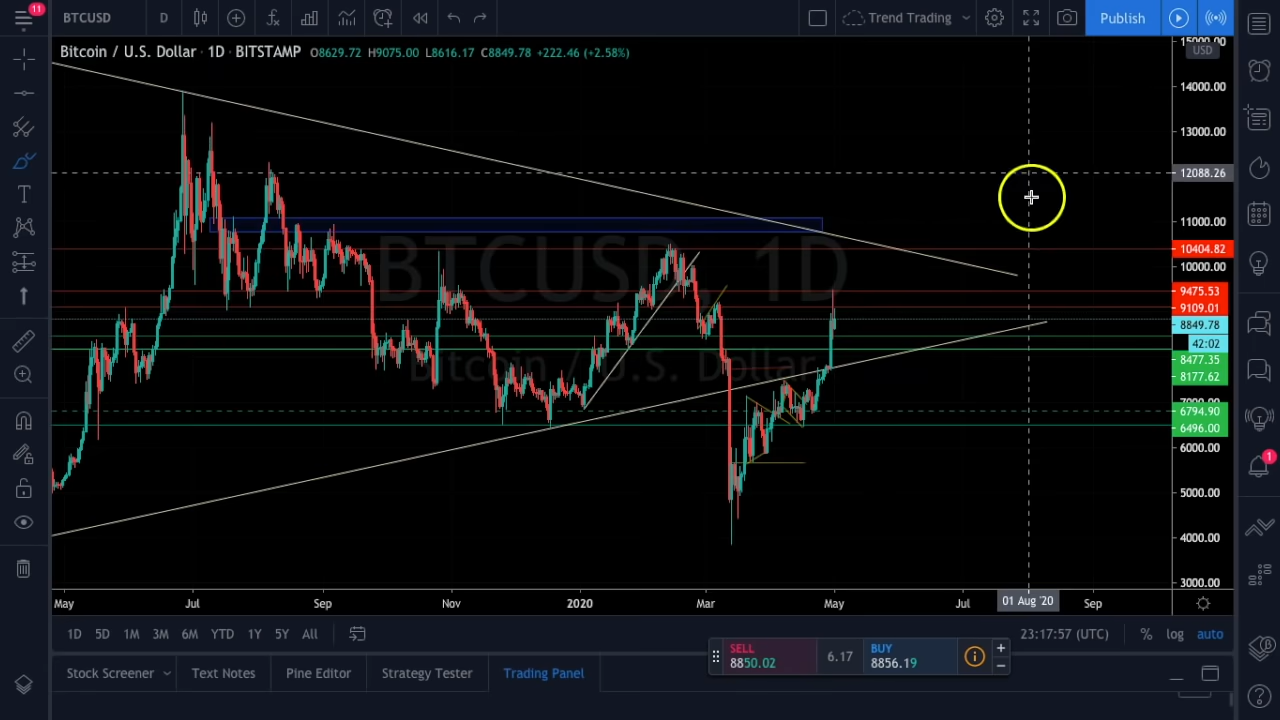 11
BTCUSD
D
Trend Trading
Publish
Bitcoin / U.S. Dollar · 1D · BITSTAMP O8629.72 H9075.00 L8616.17 C8849.78 +222.46 (+2.58%)
15000.00
USD
14000.00
13000.00
12088.26
11000.00
10404.82
10000.00
9475.53
9109.01
8849.78
42:02
8477.35
8177.62
7000.00
6794.90
6496.00
6000.00
5000.00
4000.00
3000.00
BTCUSD, 1D
Bitcoin / U.S. Dollar
T
1
May
Jul
Sep
Nov
2020
Mar
May
Jul
01 Aug '20
Sep
1D 5D 1M 3M 6M YTD 1Y 5Y All
23:17:57 (UTC)
% log auto
SELL
8850.02
6.17
BUY
8856.19
Stock Screener
Text Notes
Pine Editor
Strategy Tester
Trading Panel